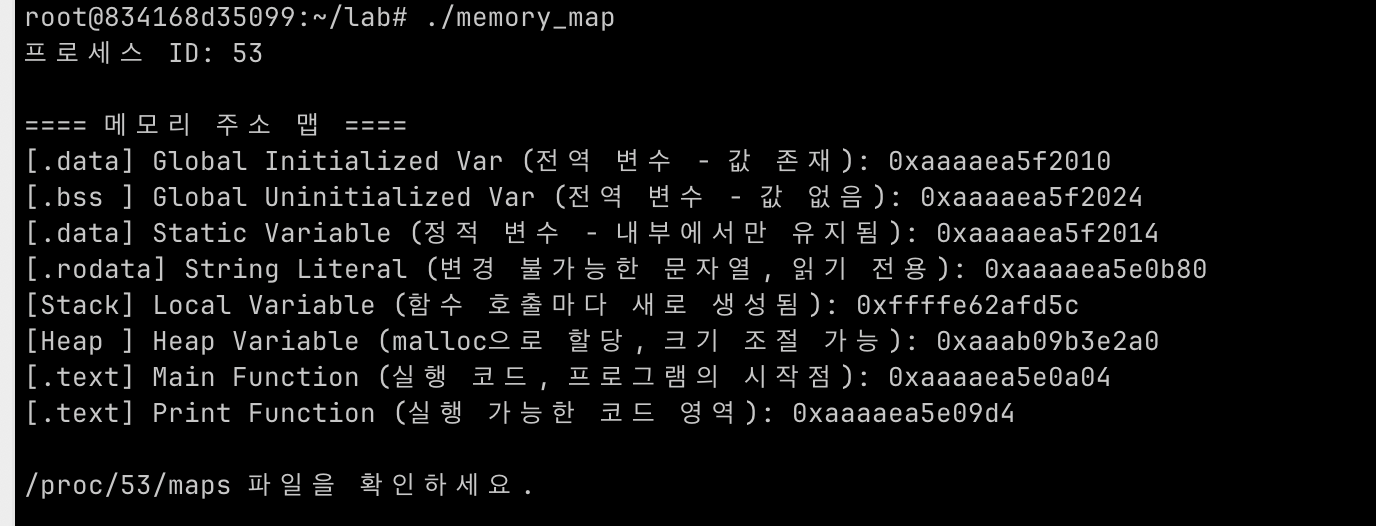 root@834168d35099:~/lab# ./memory_map
프로세스 ID: 53
==== 메모리 주소 맵 ====
[.data] Global Initialized Var (전역 변수 - 값 존재): 0xaaaaea5f2010
[.bss ] Global Uninitialized Var (전역 변수 - 값 없음): 0xaaaaea5f2024
[.data] Static Variable (정적 변수 - 내부에서만 유지됨): 0xaaaaea5f2014
[.rodata] String Literal (변경 불가능한 문자열, 읽기 전용): 0xaaaaea5e0b80
[Stack] Local Variable (함수 호출마다 새로 생성됨): 0xffffe62afd5c
[Heap ] Heap Variable (malloc으로 할당, 크기 조절 가능): 0xaaab09b3e2a0
[.text] Main Function (실행 코드, 프로그램의 시작점): 0xaaaaea5e0a04
[.text] Print Function (실행 가능한 코드 영역): 0xaaaaea5e09d4
/proc/53/maps 파일을 확인하세요.